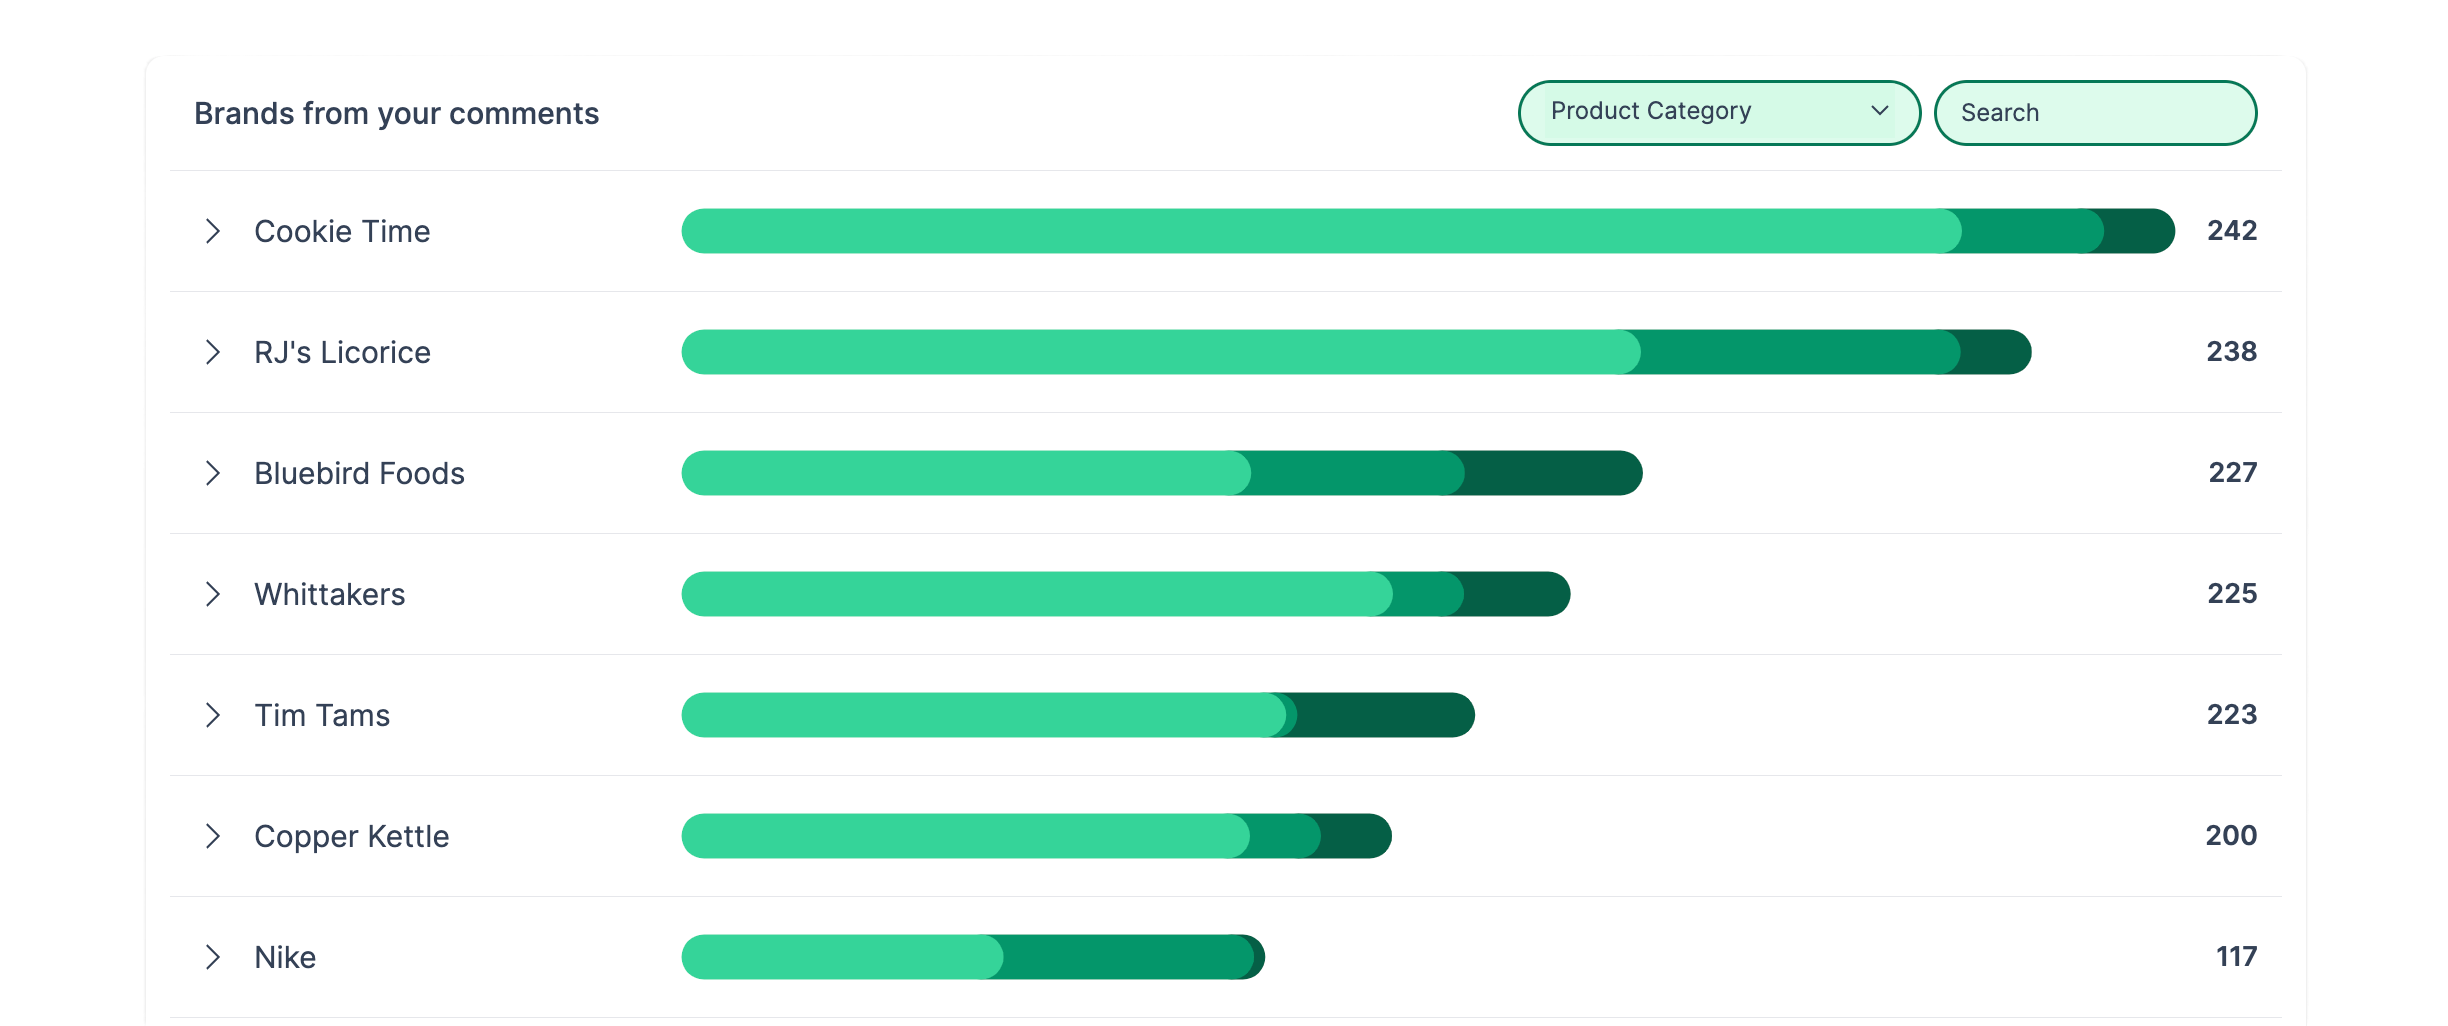 Brands from your comments
Product Category
Search
Cookie Time 242
RJ's Licorice 238
Bluebird Foods 227
Whittakers 225
Tim Tams 223
Copper Kettle 200
Nike 117